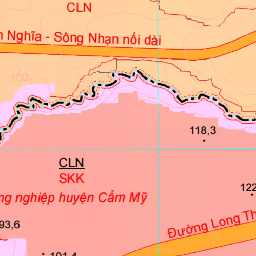 CLN
Nghĩa - Sông Nhạn nối dài
100
118,3
CLN
SKK
nghiệp huyện Cẩm Mỹ
122
93,6
Đường Long Th
101,4